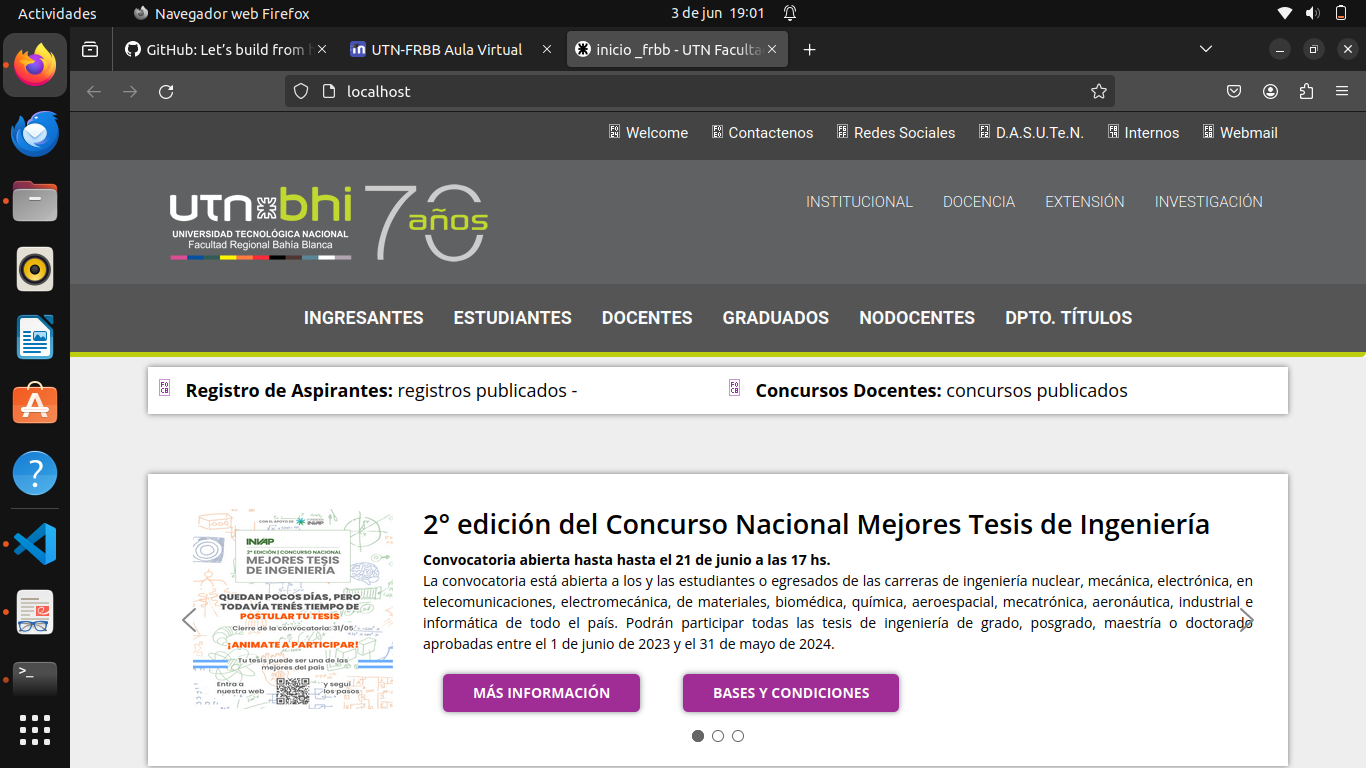 Actividades
Navegador web Firefox
3 de jun 19:01
GitHub: Let's build from h
UTN-FRBB Aula Virtual
inicio _frbb - UTN Faculta
localhost
Welcome
Contactenos
Redes Sociales
D.A.S.U.Te.N.
Internos
Webmail
utn bhi
UNIVERSIDAD TECNOLÓGICA NACIONAL
Facultad Regional Bahía Blanca
70 años
INSTITUCIONAL
DOCENCIA
EXTENSIÓN
INVESTIGACIÓN
INGRESANTES
ESTUDIANTES
DOCENTES
GRADUADOS
NODOCENTES
DPTO. TÍTULOS
Registro de Aspirantes: registros publicados -
Concursos Docentes: concursos publicados
CON EL APOYO DE
INVAP
2ª EDICIÓN | CONCURSO NACIONAL
MEJORES TESIS
DE INGENIERÍA
QUEDAN POCOS DÍAS, PERO
TODAVÍA TENÉS TIEMPO DE
POSTULAR TU TESIS
Cierre de la convocatoria: 31/05
¡ANIMATE A PARTICIPAR!
Tu tesis puede ser una de las
mejores del país
Entra a
nuestra web
y seguí
los pasos
2° edición del Concurso Nacional Mejores Tesis de Ingeniería
Convocatoria abierta hasta hasta el 21 de junio a las 17 hs.
La convocatoria está abierta a los y las estudiantes o egresados de las carreras de ingeniería nuclear, mecánica, electrónica, en
telecomunicaciones, electromecánica, de materiales, biomédica, química, aeroespacial, mecatrónica, aeronáutica, industrial e
informática de todo el país. Podrán participar todas las tesis de ingeniería de grado, posgrado, maestría o doctorado
aprobadas entre el 1 de junio de 2023 y el 31 de mayo de 2024.
MÁS INFORMACIÓN
BASES Y CONDICIONES